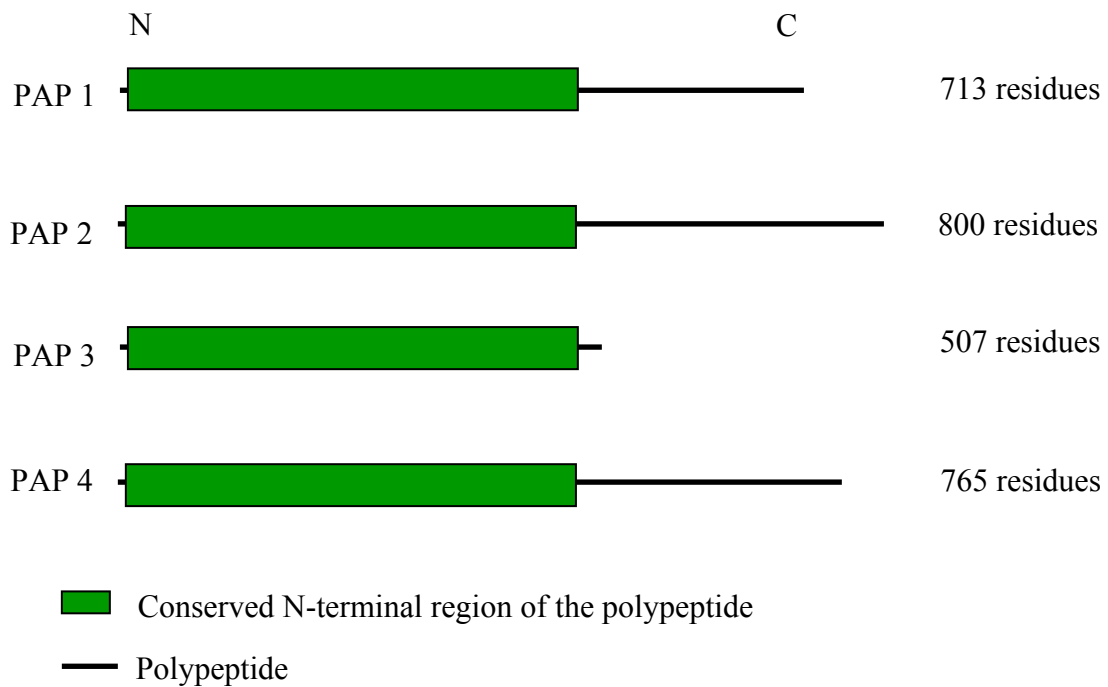 N C
PAP 1 713 residues
PAP 2 800 residues
PAP 3 507 residues
PAP 4 765 residues
Conserved N-terminal region of the polypeptide
Polypeptide